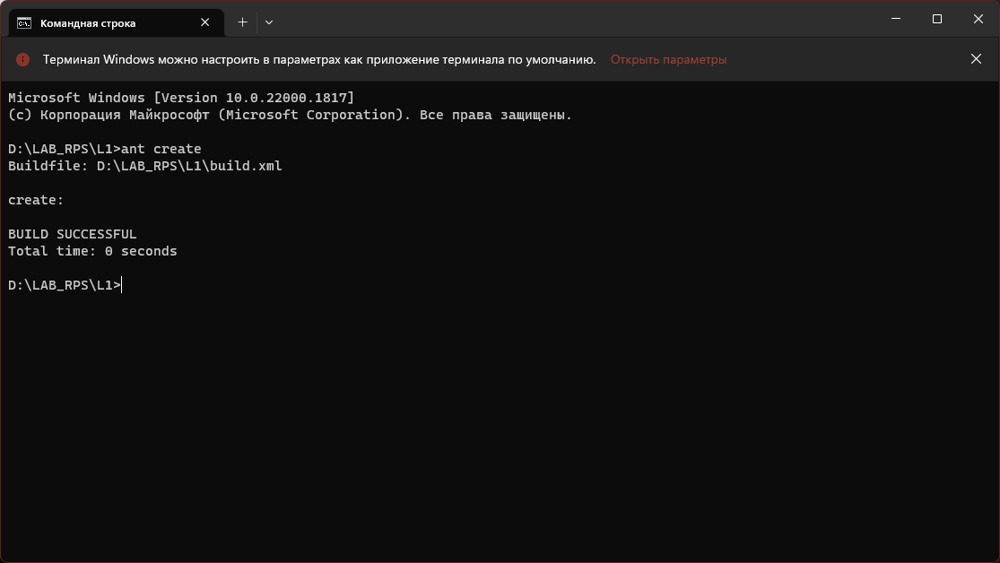 Командная строка
Терминал Windows можно настроить в параметрах как приложение терминала по умолчанию. Открыть параметры
Microsoft Windows [Version 10.0.22000.1817]
(c) Корпорация Майкрософт (Microsoft Corporation). Все права защищены.
D:\LAB_RPS\L1>ant create
Buildfile: D:\LAB_RPS\L1\build.xml
create:
BUILD SUCCESSFUL
Total time: 0 seconds
D:\LAB_RPS\L1>